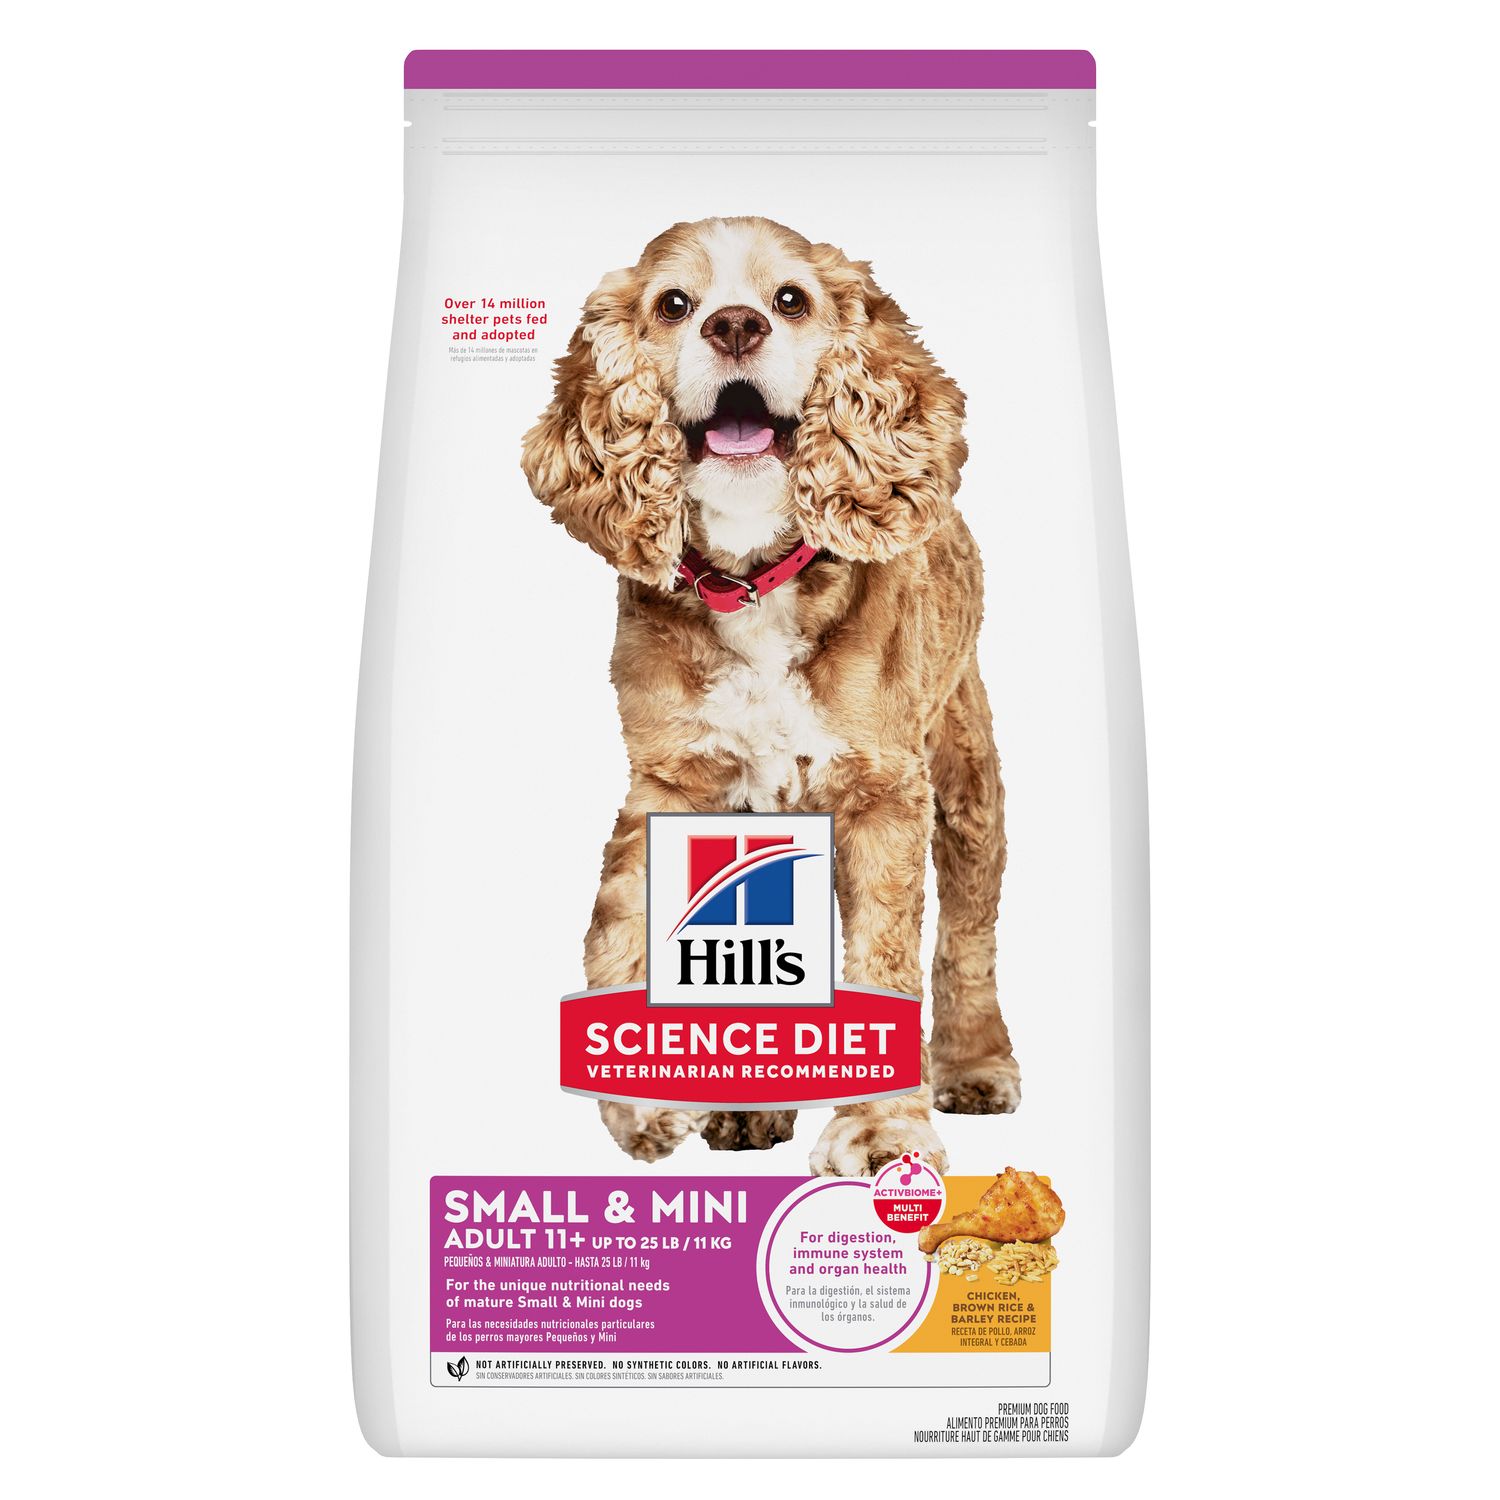 Over 14 million
shelter pets fed
and adopted
Más de 14 millones de mascotas en
refugios alimentadas y adoptadas
Hill's
SCIENCE DIET
VETERINARIAN RECOMMENDED
SMALL & MINI
ADULT 11+ UP TO 25 LB / 11 KG
PEQUEÑOS & MINIATURA ADULTO - HASTA 25 LB / 11 kg
For the unique nutritional needs
of mature Small & Mini dogs
Para las necesidades nutricionales particulares
de los perros mayores Pequeños y Mini
ACTIVBIOME+
MULTI
BENEFIT
For digestion,
immune system
and organ health
Para la digestión, el sistema
inmunológico y la salud de
los órganos.
CHICKEN,
BROWN RICE &
BARLEY RECIPE
RECETA DE POLLO, ARROZ
INTEGRAL Y CEBADA
NOT ARTIFICIALLY PRESERVED. NO SYNTHETIC COLORS. NO ARTIFICIAL FLAVORS.
SIN CONSERVADORES ARTIFICIALES. SIN COLORES SINTÉTICOS. SIN SABORES ARTIFICIALES.
PREMIUM DOG FOOD
ALIMENTO PREMIUM PARA PERROS
NOURRITURE HAUT DE GAMME POUR CHIENS